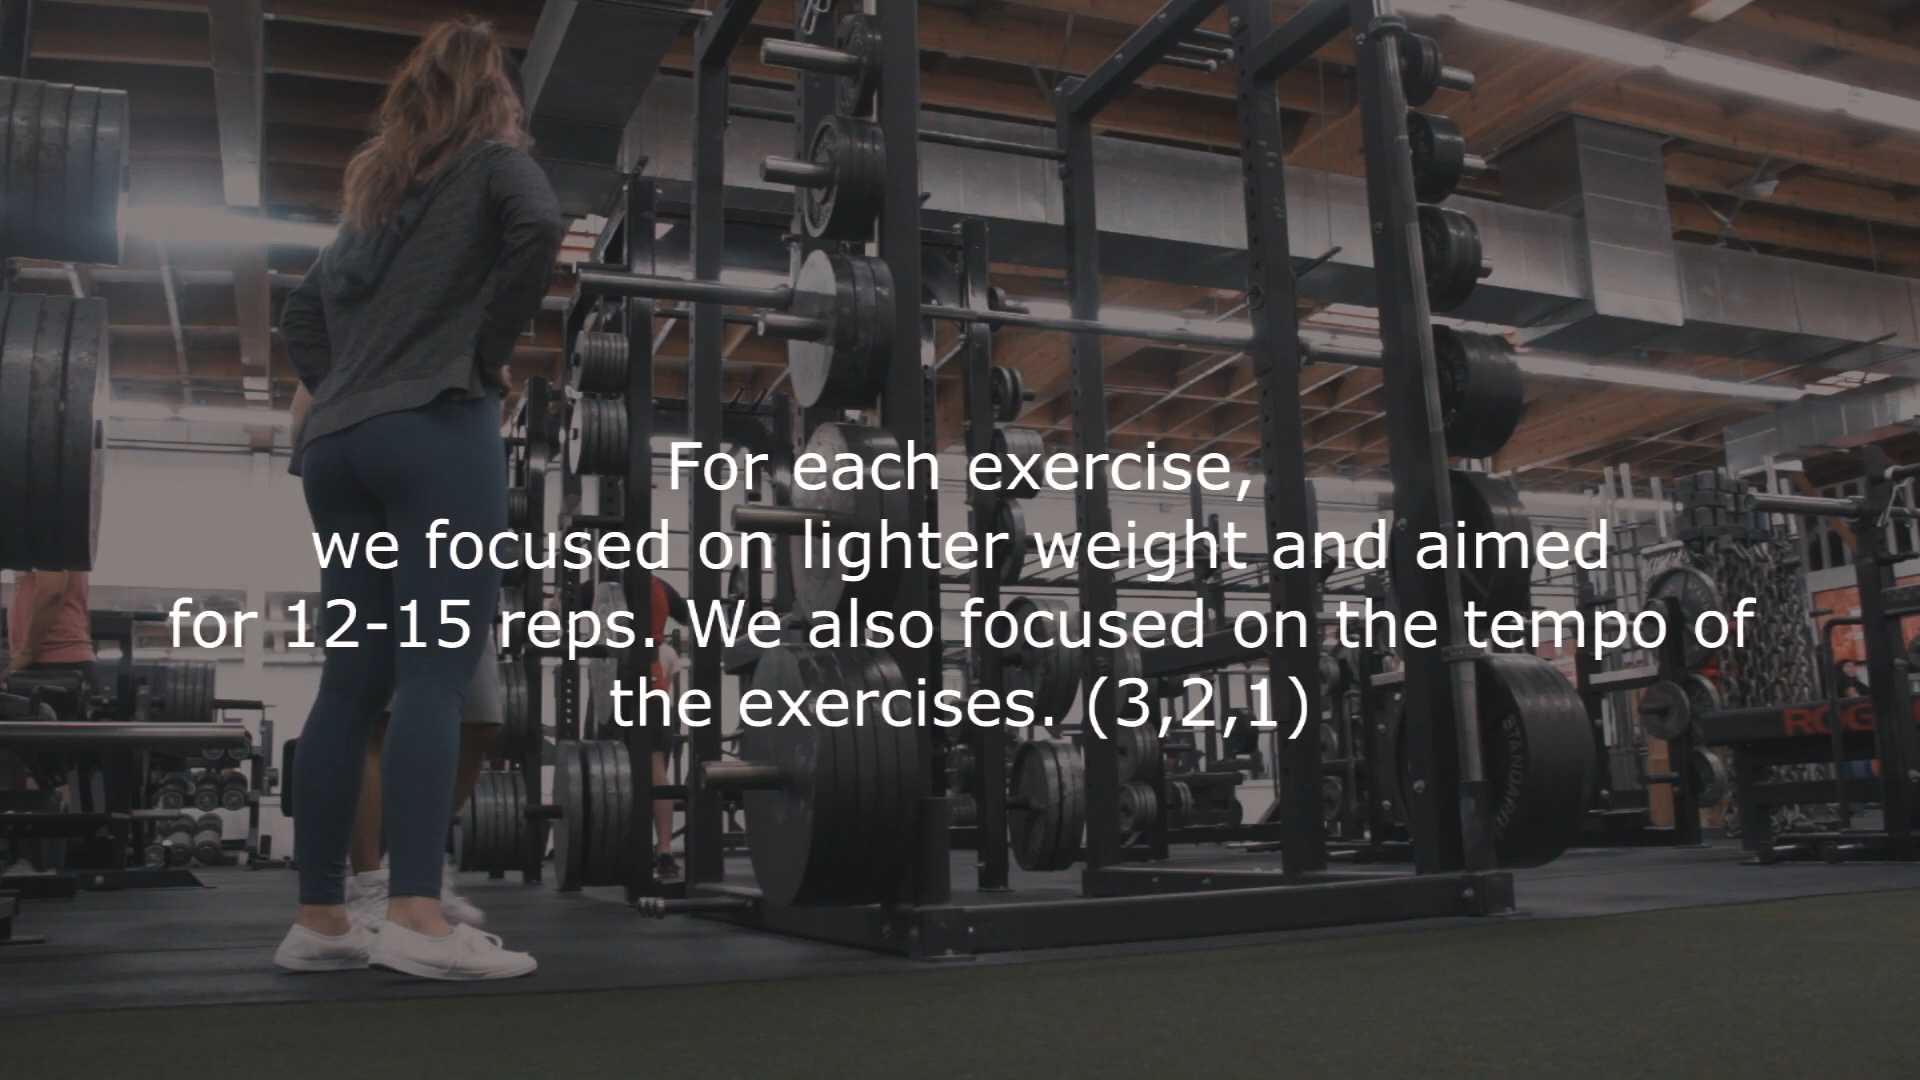 For each exercise,
we focused on lighter weight and aimed
for 12-15 reps. We also focused on the tempo of
the exercises. (3,2,1)
STANDARD